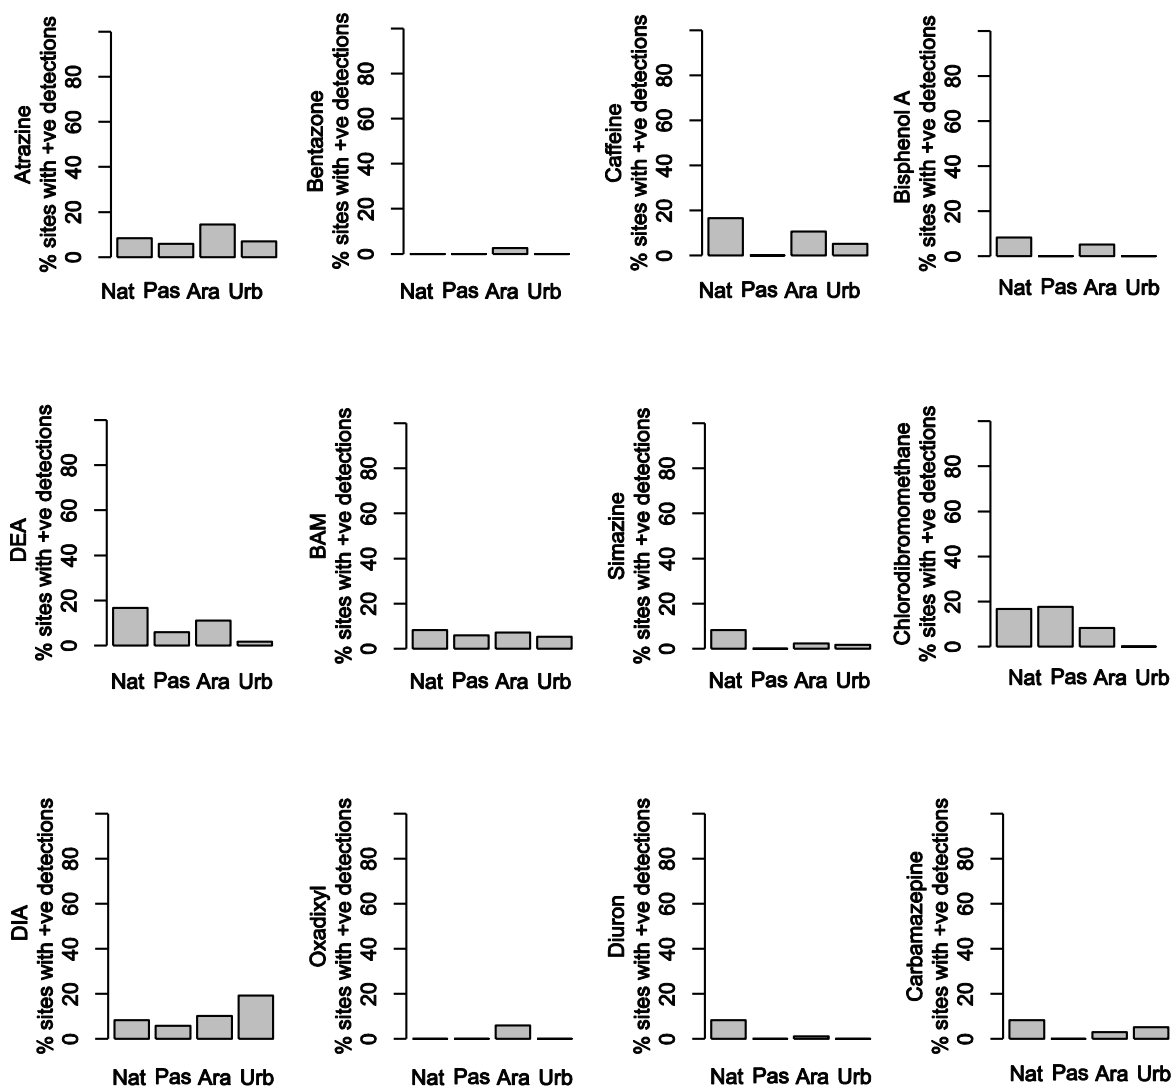 Atrazine
% sites with +ve detections
0 20 40 60 80
Nat Pas Ara Urb
Bentazone
% sites with +ve detections
0 20 40 60 80
Nat Pas Ara Urb
Caffeine
% sites with +ve detections
0 20 40 60 80
Nat Pas Ara Urb
Bisphenol A
% sites with +ve detections
0 20 40 60 80
Nat Pas Ara Urb
DEA
% sites with +ve detections
0 20 40 60 80
Nat Pas Ara Urb
BAM
% sites with +ve detections
0 20 40 60 80
Nat Pas Ara Urb
Simazine
% sites with +ve detections
0 20 40 60 80
Nat Pas Ara Urb
Chlorodibromomethane
% sites with +ve detections
0 20 40 60 80
Nat Pas Ara Urb
DIA
% sites with +ve detections
0 20 40 60 80
Nat Pas Ara Urb
Oxadixyl
% sites with +ve detections
0 20 40 60 80
Nat Pas Ara Urb
Diuron
% sites with +ve detections
0 20 40 60 80
Nat Pas Ara Urb
Carbamazepine
% sites with +ve detections
0 20 40 60 80
Nat Pas Ara Urb